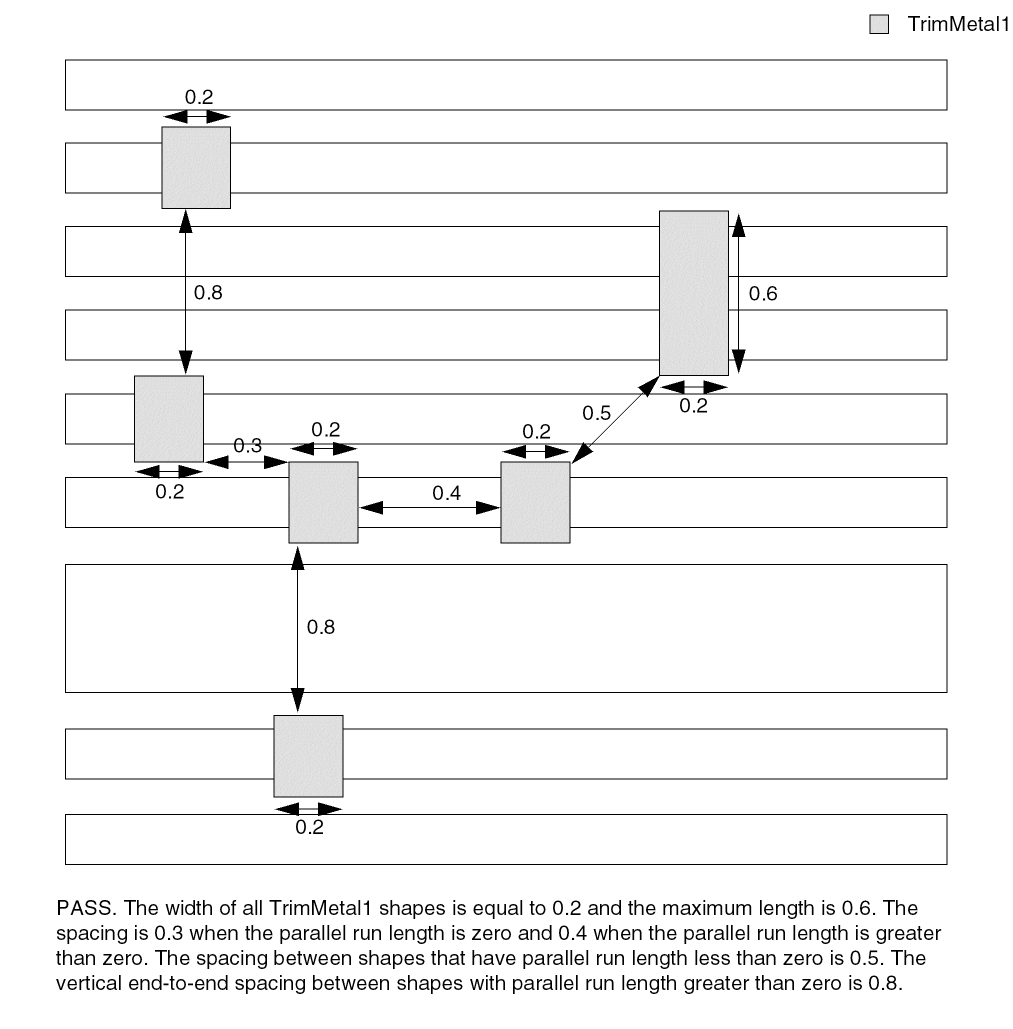 TrimMetal1
0.2
0.8
0.6
0.2
0.5
0.2
0.2
0.3
0.2
0.4
0.8
0.2
PASS. The width of all TrimMetal1 shapes is equal to 0.2 and the maximum length is 0.6. The
spacing is 0.3 when the parallel run length is zero and 0.4 when the parallel run length is greater
than zero. The spacing between shapes that have parallel run length less than zero is 0.5. The
vertical end-to-end spacing between shapes with parallel run length greater than zero is 0.8.